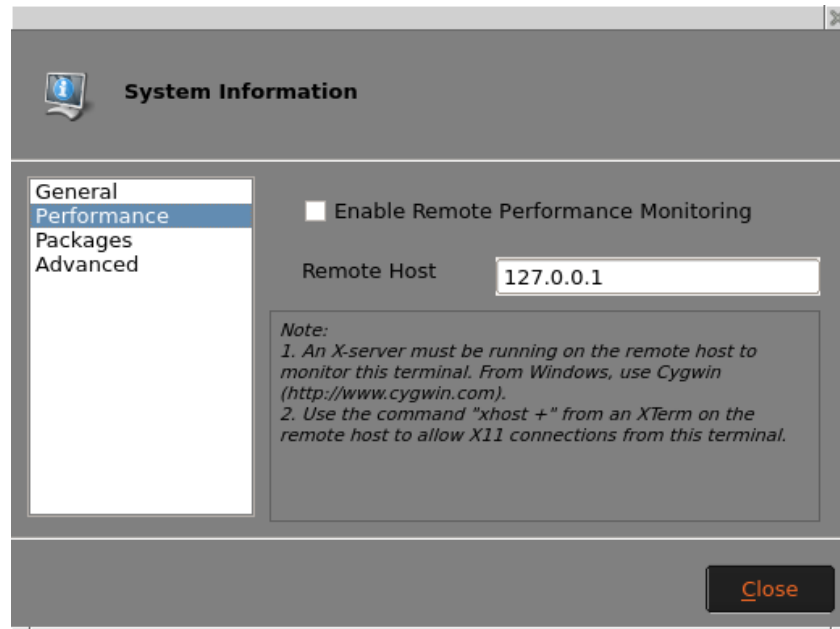 System Information
General
Performance
Packages
Advanced
Enable Remote Performance Monitoring
Remote Host
127.0.0.1
Note:
1. An X-server must be running on the remote host to
monitor this terminal. From Windows, use Cygwin
(http://www.cygwin.com).
2. Use the command "xhost +" from an XTerm on the
remote host to allow X11 connections from this terminal.
Close